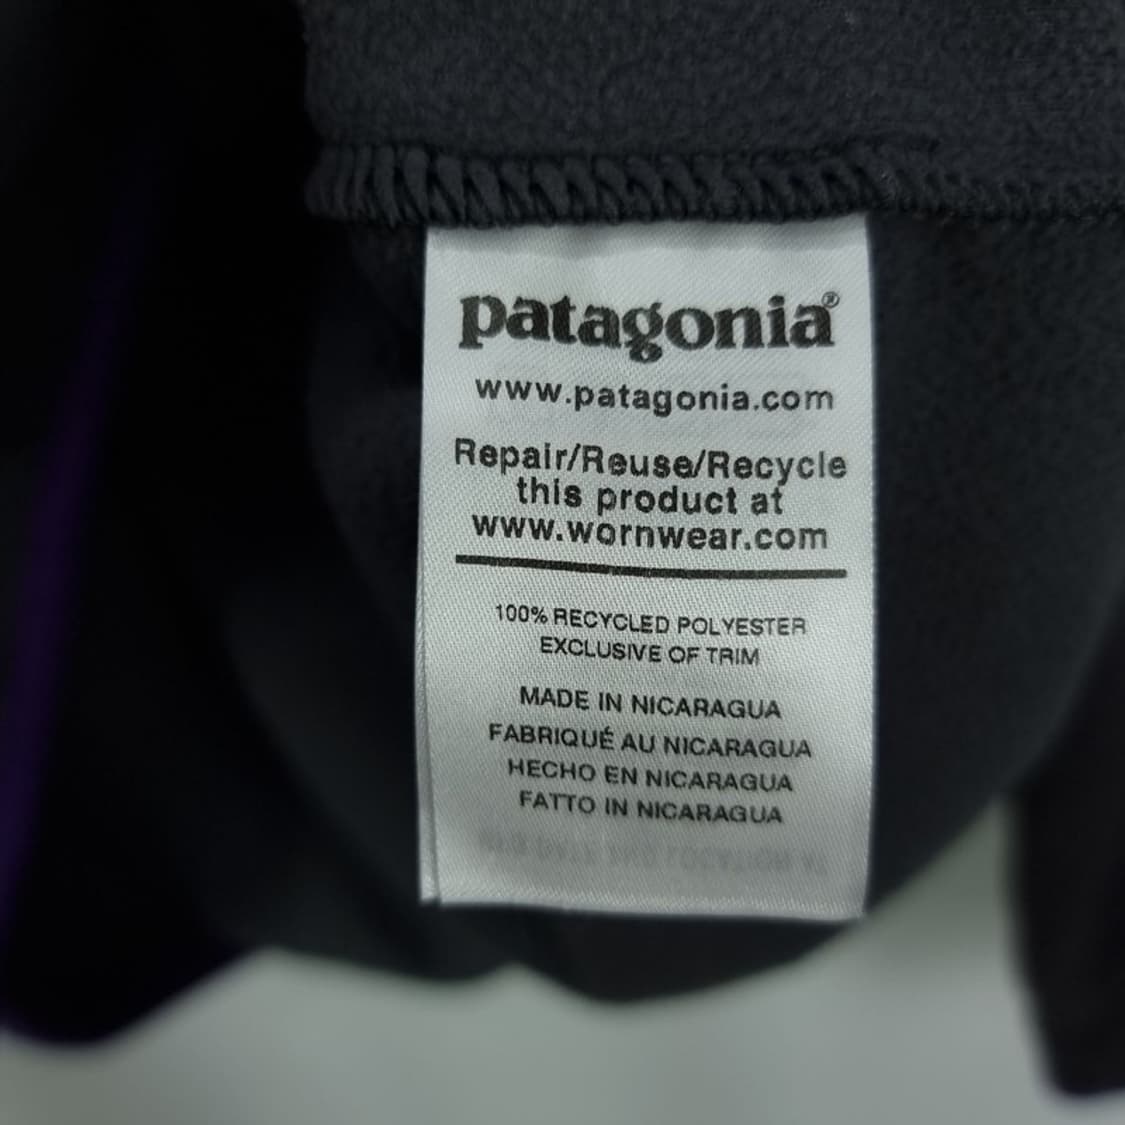 patagonia®
www.patagonia.com
Repair/Reuse/Recycle
this product at
www.wornwear.com
100% RECYCLED POLYESTER
EXCLUSIVE OF TRIM
MADE IN NICARAGUA
FABRIQUÉ AU NICARAGUA
HECHO EN NICARAGUA
FATTO IN NICARAGUA